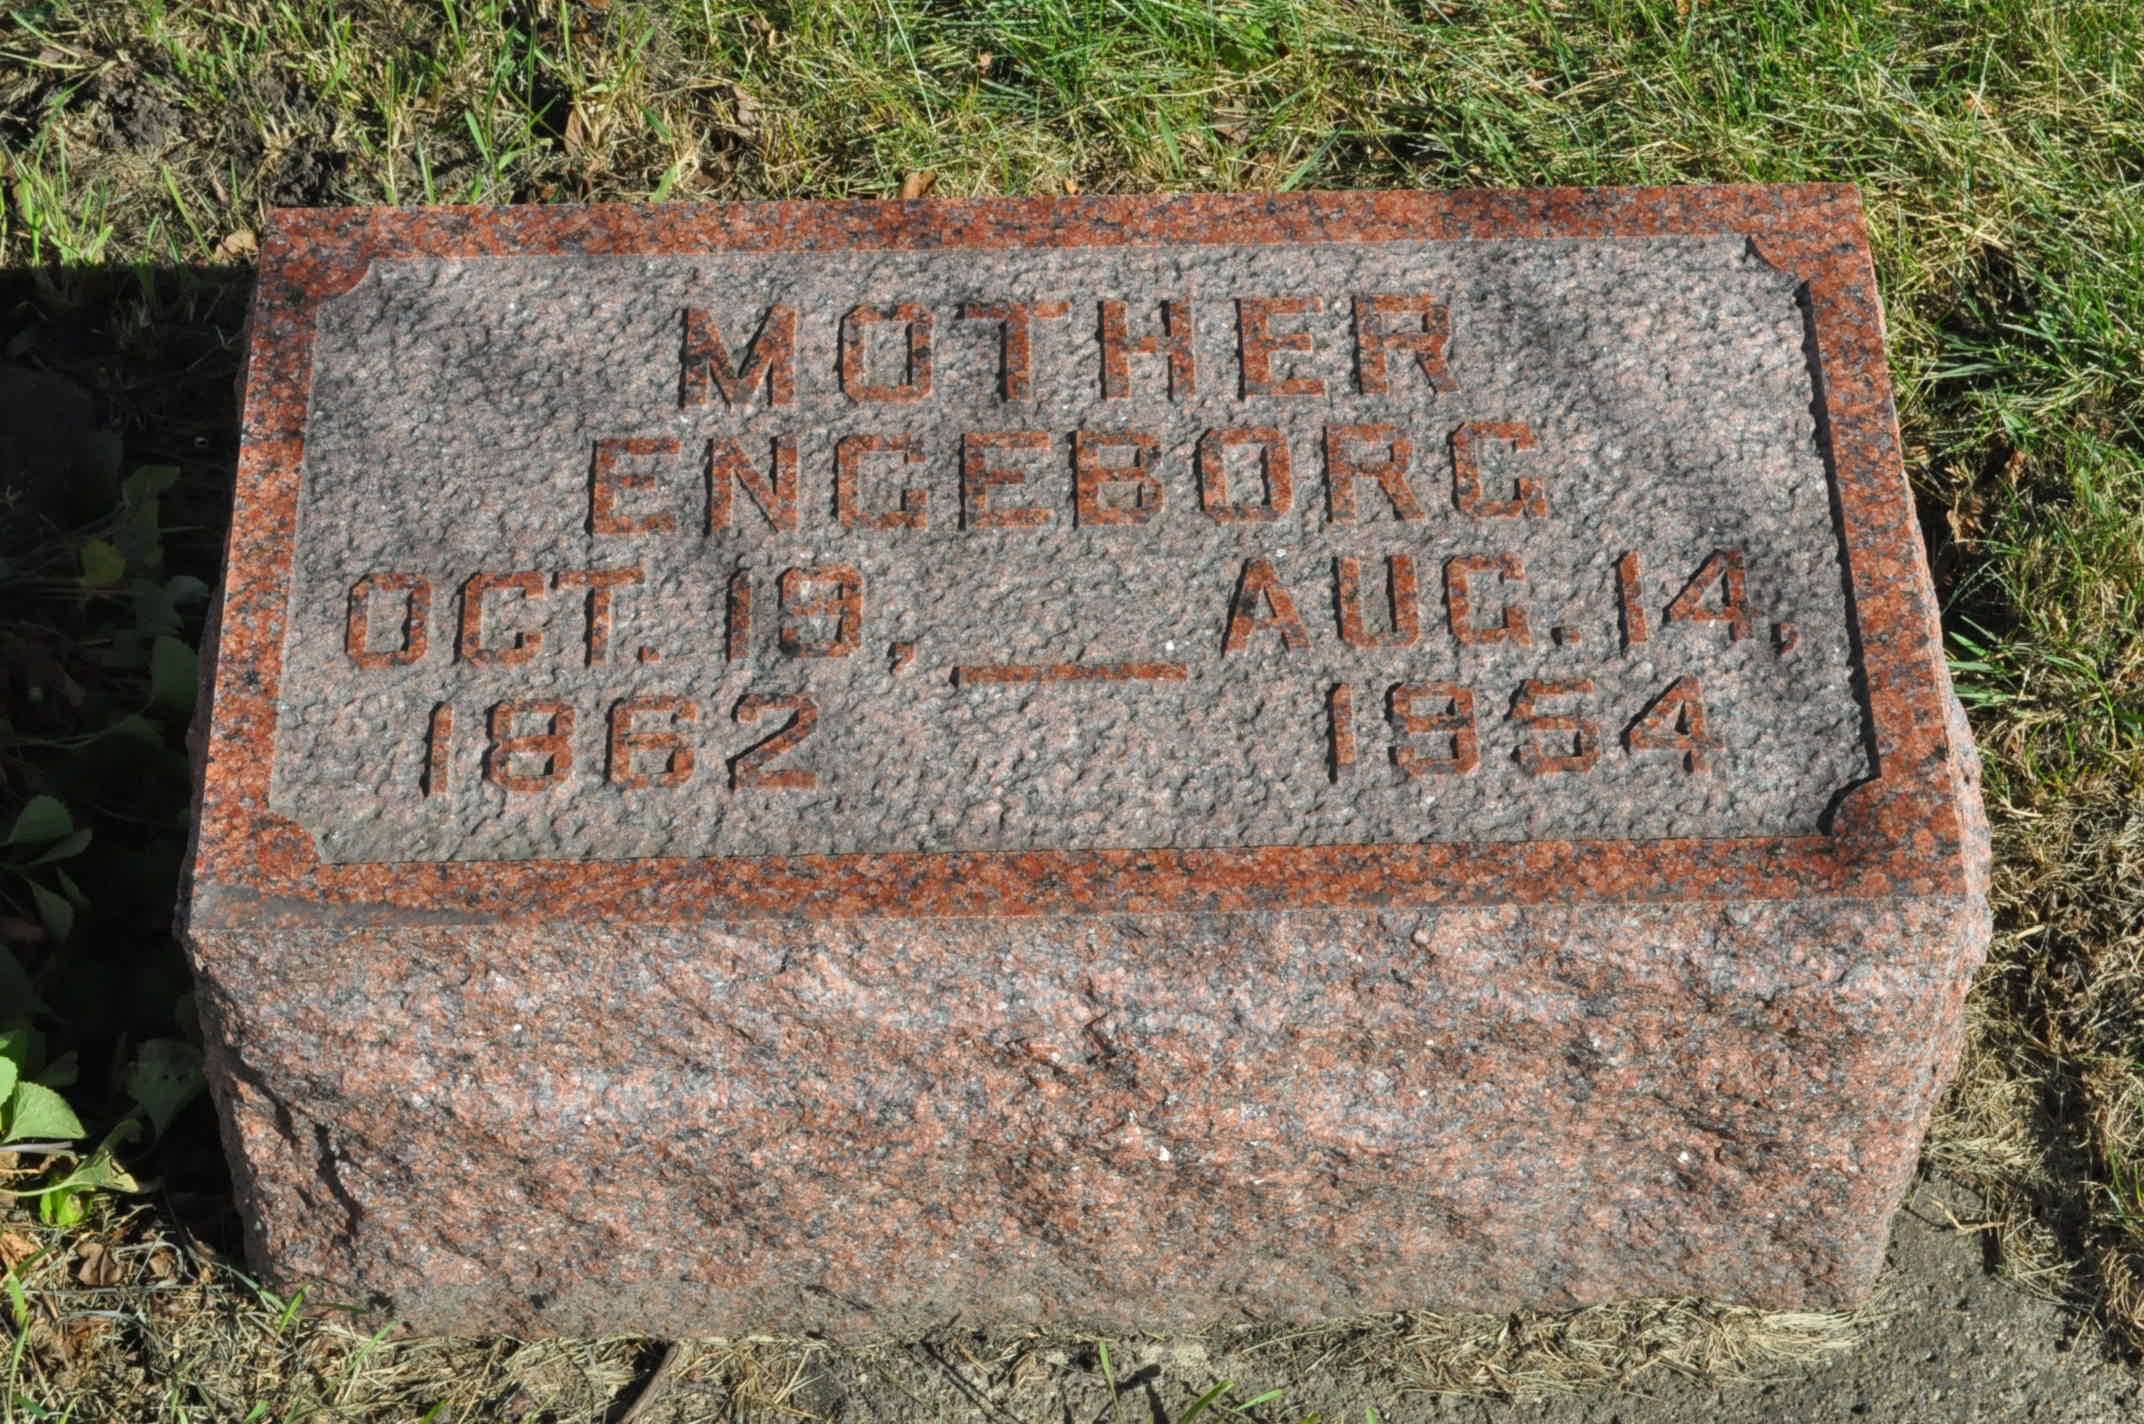 MOTHER
ENGEBORG
OCT. 19, — AUG. 14,
1862 1954